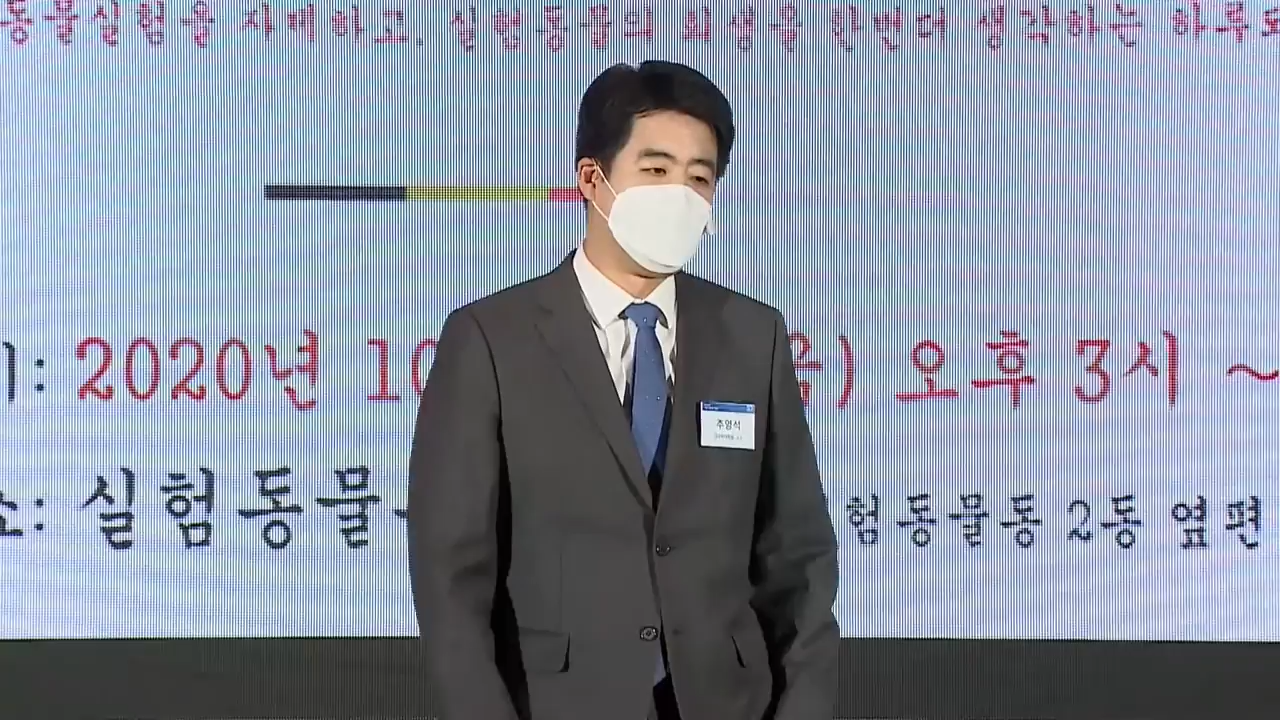 동물실험을 자제하고, 실험동물의 희생을 한번더 생각하는 하루
: 2020년 10 ) 오후 3시 ~
: 실험동물 험동물동 2동 옆편
추영석